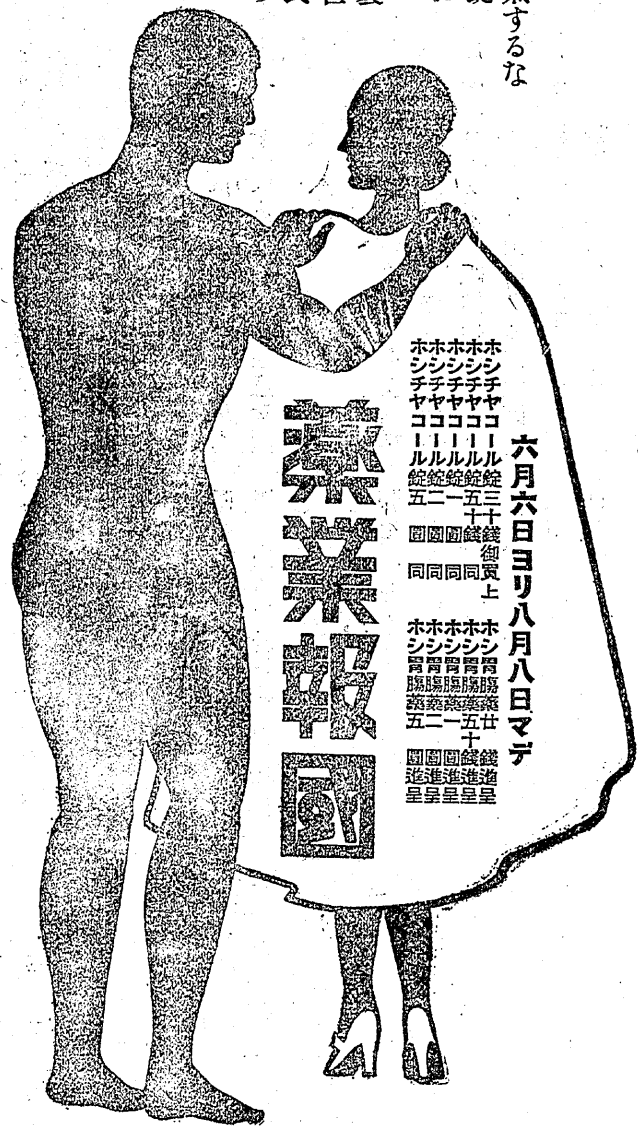 するな
六月六日ヨリ八月八日マデ
ホシチヤコール錠三十錢御買上 ホシ胃腸藥廿錢進呈
ホシチヤコール錠五十錢同 ホシ胃腸藥五十錢進呈
ホシチヤコール錠一圓同 ホシ胃腸藥一圓進呈
ホシチヤコール錠二圓同 ホシ胃腸藥二圓進呈
ホシチヤコール錠五圓同 ホシ胃腸藥五圓進呈
藥業報國